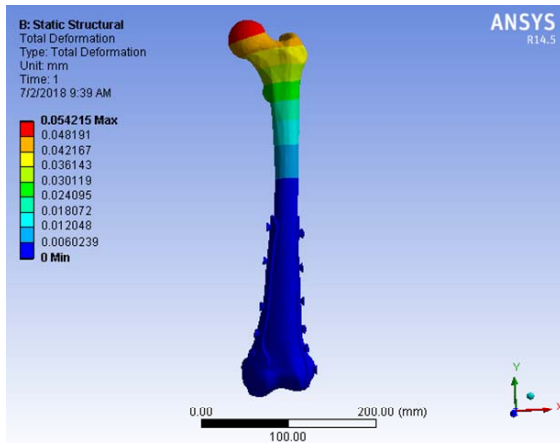 B: Static Structural
Total Deformation
Type: Total Deformation
Unit: mm
Time: 1
7/2/2018 9:39 AM
ANSYS
R14.5
0.054215 Max
0.048191
0.042167
0.036143
0.030119
0.024095
0.018072
0.012048
0.0060239
0 Min
0.00
200.00 (mm)
100.00
Y
X